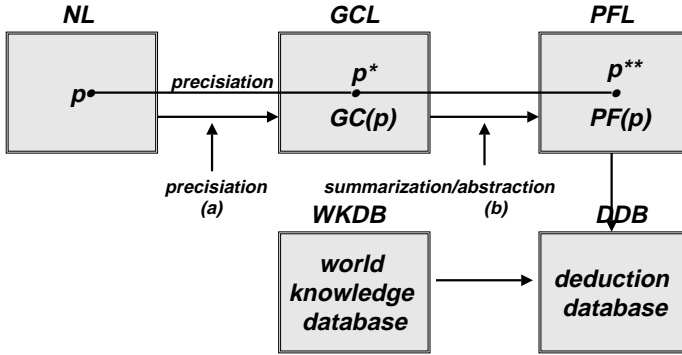 NL
GCL
PFL
p
precisiation
p*
p**
GC(p)
PF(p)
precisiation
(a)
summarization/abstraction
(b)
WKDB
DDB
world
knowledge
database
deduction
database